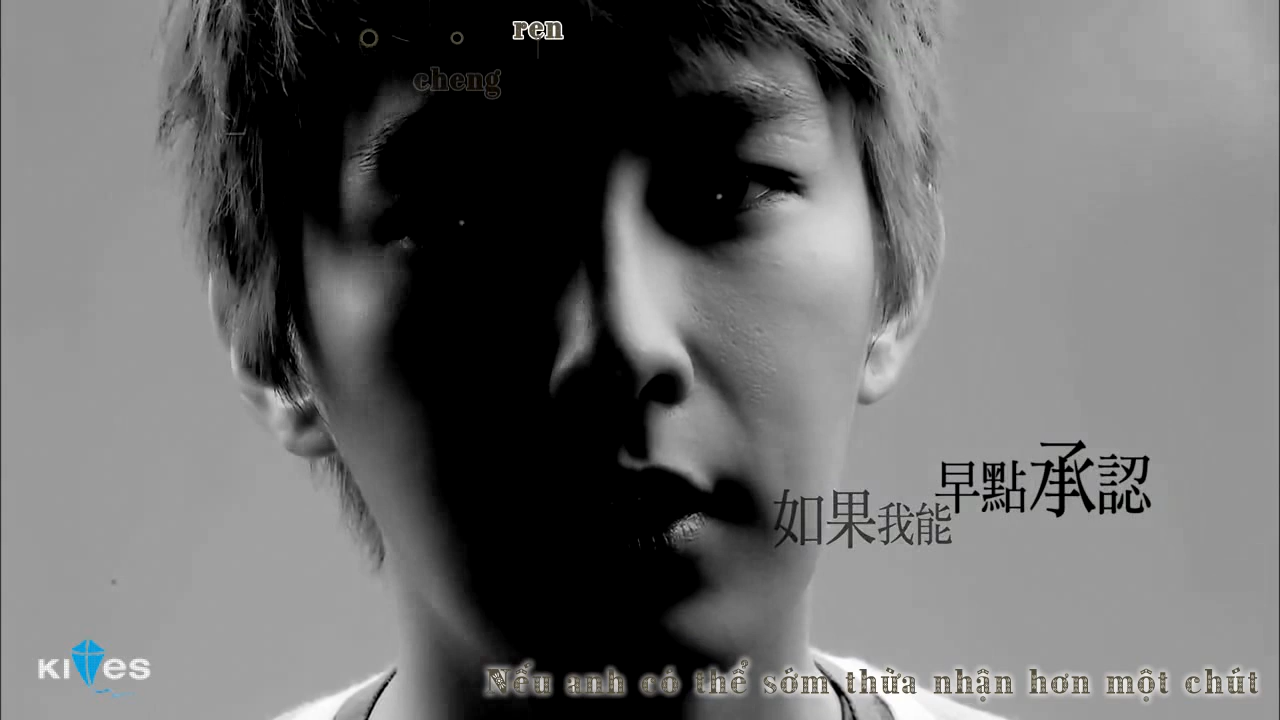 ren
cheng
早點承認
如果我能
KITES
Nếu anh có thể sớm thừa nhận hơn một chút